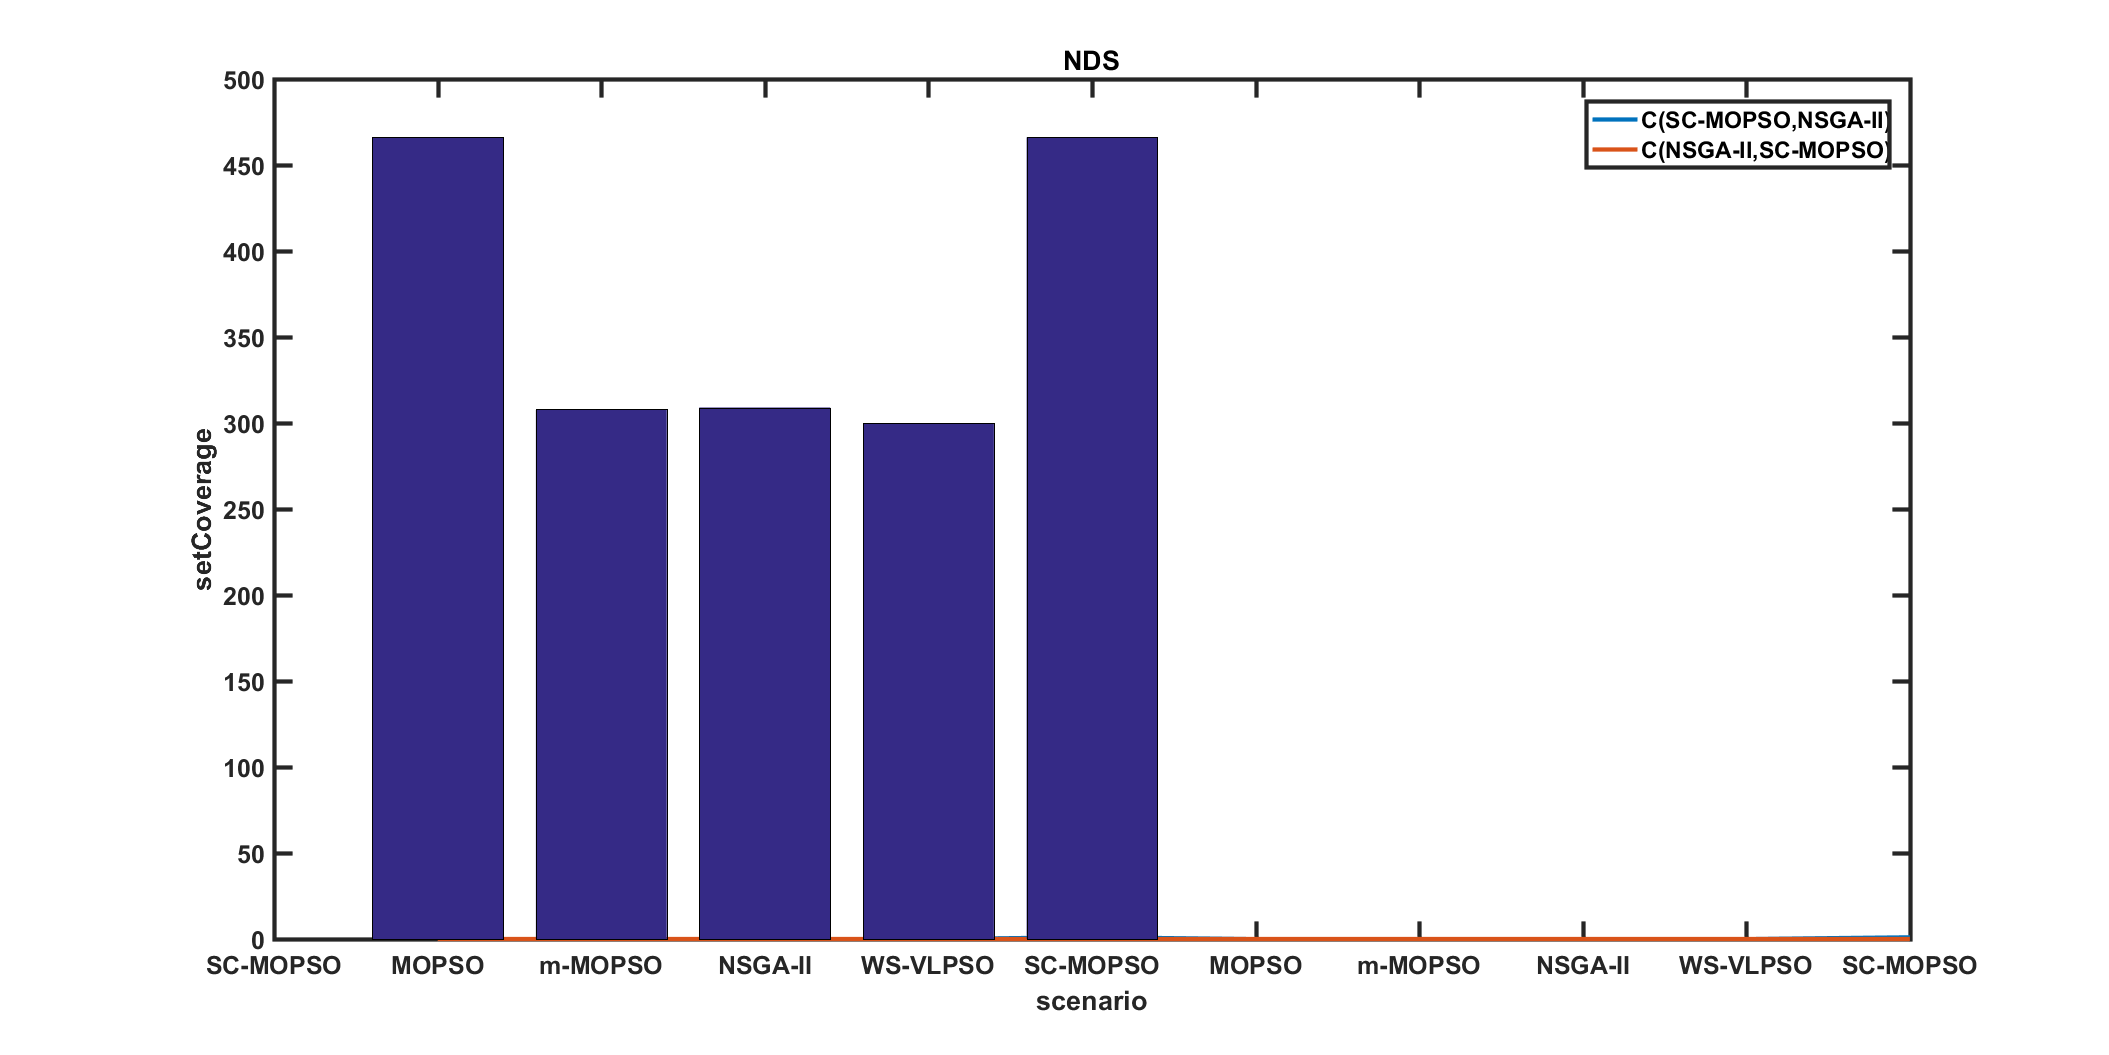 NDS
500
450
400
350
300
250
200
150
100
50
0
setCoverage
C(SC-MOPSO,NSGA-II)
C(NSGA-II,SC-MOPSO)
SC-MOPSO MOPSO m-MOPSO NSGA-II WS-VLPSO SC-MOPSO MOPSO m-MOPSO NSGA-II WS-VLPSO SC-MOPSO
scenario